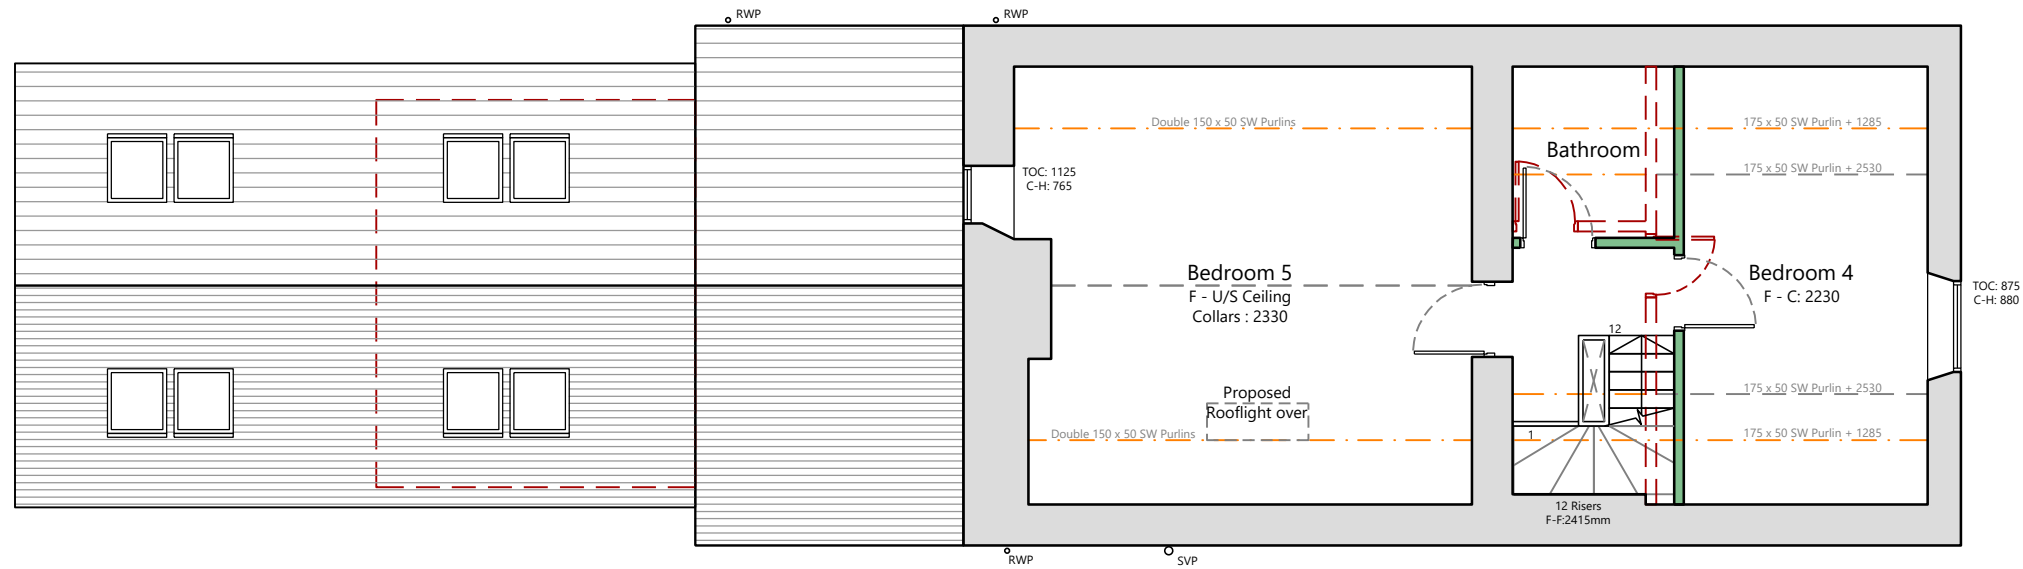 RWP
RWP
Double 150 x 50 SW Purlins
175 x 50 SW Purlin + 1285
Bathroom
175 x 50 SW Purlin + 2530
TOC: 1125
C-H: 765
Bedroom 5
F - U/S Ceiling
Collars : 2330
Bedroom 4
F - C: 2230
TOC: 875
C-H: 880
12
Proposed
Rooflight over
175 x 50 SW Purlin + 2530
Double 150 x 50 SW Purlins
1
175 x 50 SW Purlin + 1285
12 Risers
F-F:2415mm
RWP
SVP